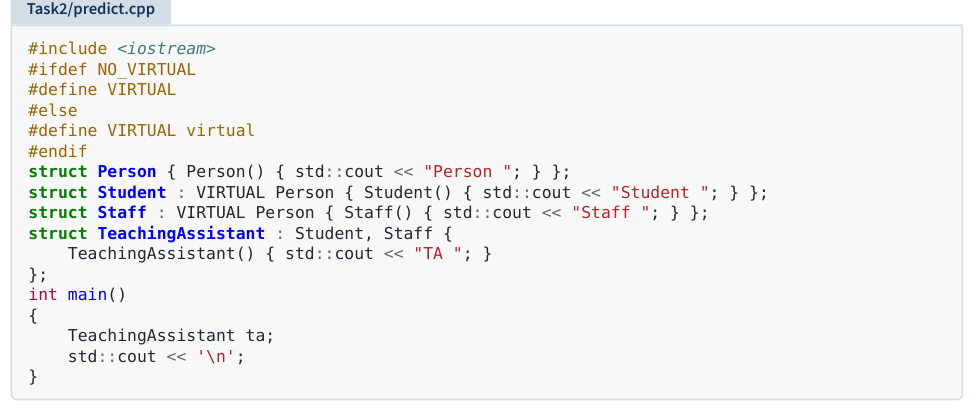 Task2/predict.cpp
#include <iostream>
#ifdef NO_VIRTUAL
#define VIRTUAL
#else
#define VIRTUAL virtual
#endif
struct Person { Person() { std::cout << "Person "; } };
struct Student : VIRTUAL Person { Student() { std::cout << "Student "; } };
struct Staff : VIRTUAL Person { Staff() { std::cout << "Staff "; } };
struct TeachingAssistant : Student, Staff {
    TeachingAssistant() { std::cout << "TA "; }
};
int main()
{
    TeachingAssistant ta;
    std::cout << '\n';
}